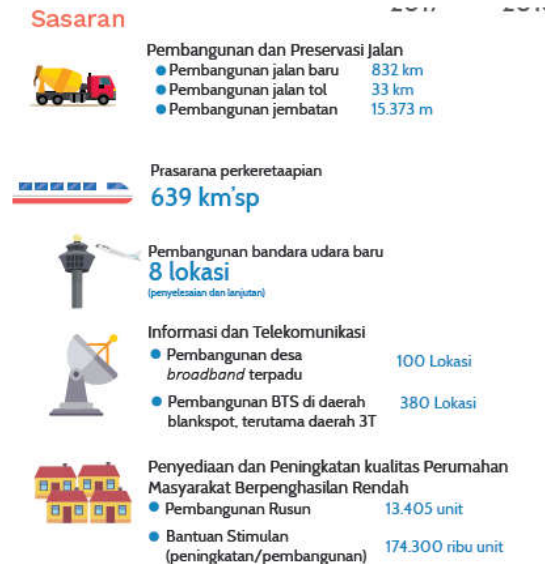 Sasaran
Pembangunan dan Preservasi Jalan
Pembangunan jalan baru 832 km
Pembangunan jalan tol 33 km
Pembangunan jembatan 15.373 m
Prasarana perkeretaapian
639 km'sp
Pembangunan bandara udara baru
8 lokasi
(penyelesaian dan lanjutan)
Informasi dan Telekomunikasi
Pembangunan desa
broadband terpadu 100 Lokasi
Pembangunan BTS di daerah 380 Lokasi
blankspot, terutama daerah 3T
Penyediaan dan Peningkatan kualitas Perumahan
Masyarakat Berpenghasilan Rendah
Pembangunan Rusun 13.405 unit
Bantuan Stimulan
(peningkatan/pembangunan) 174.300 ribu unit